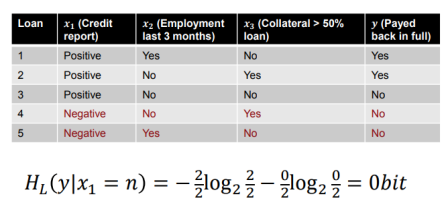 Loan x₁ (Credit report) x₂ (Employment last 3 months) x₃ (Collateral > 50% loan) y (Payed back in full)
1 Positive Yes No Yes
2 Positive No Yes Yes
3 Positive No No No
4 Negative No Yes No
5 Negative Yes No No
H_L(y|x₁ = n) = −2/2 log₂ 2/2 − 0/2 log₂ 0/2 = 0bit